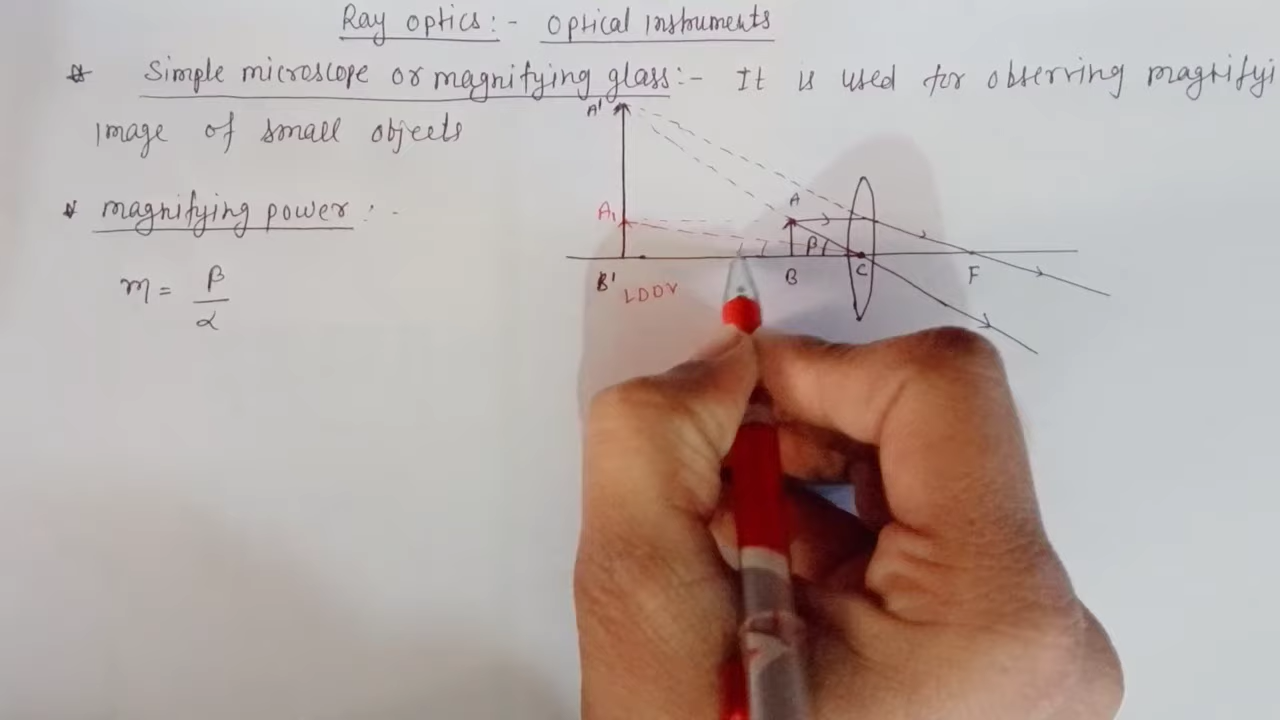 Ray optics:- Optical instruments
* Simple microscope or magnifying glass:- It is used for observing magnifyi
image of small objects
* magnifying power:-
m = β
α
A'
A₁
B'
LDDV
A
B
β
C
F